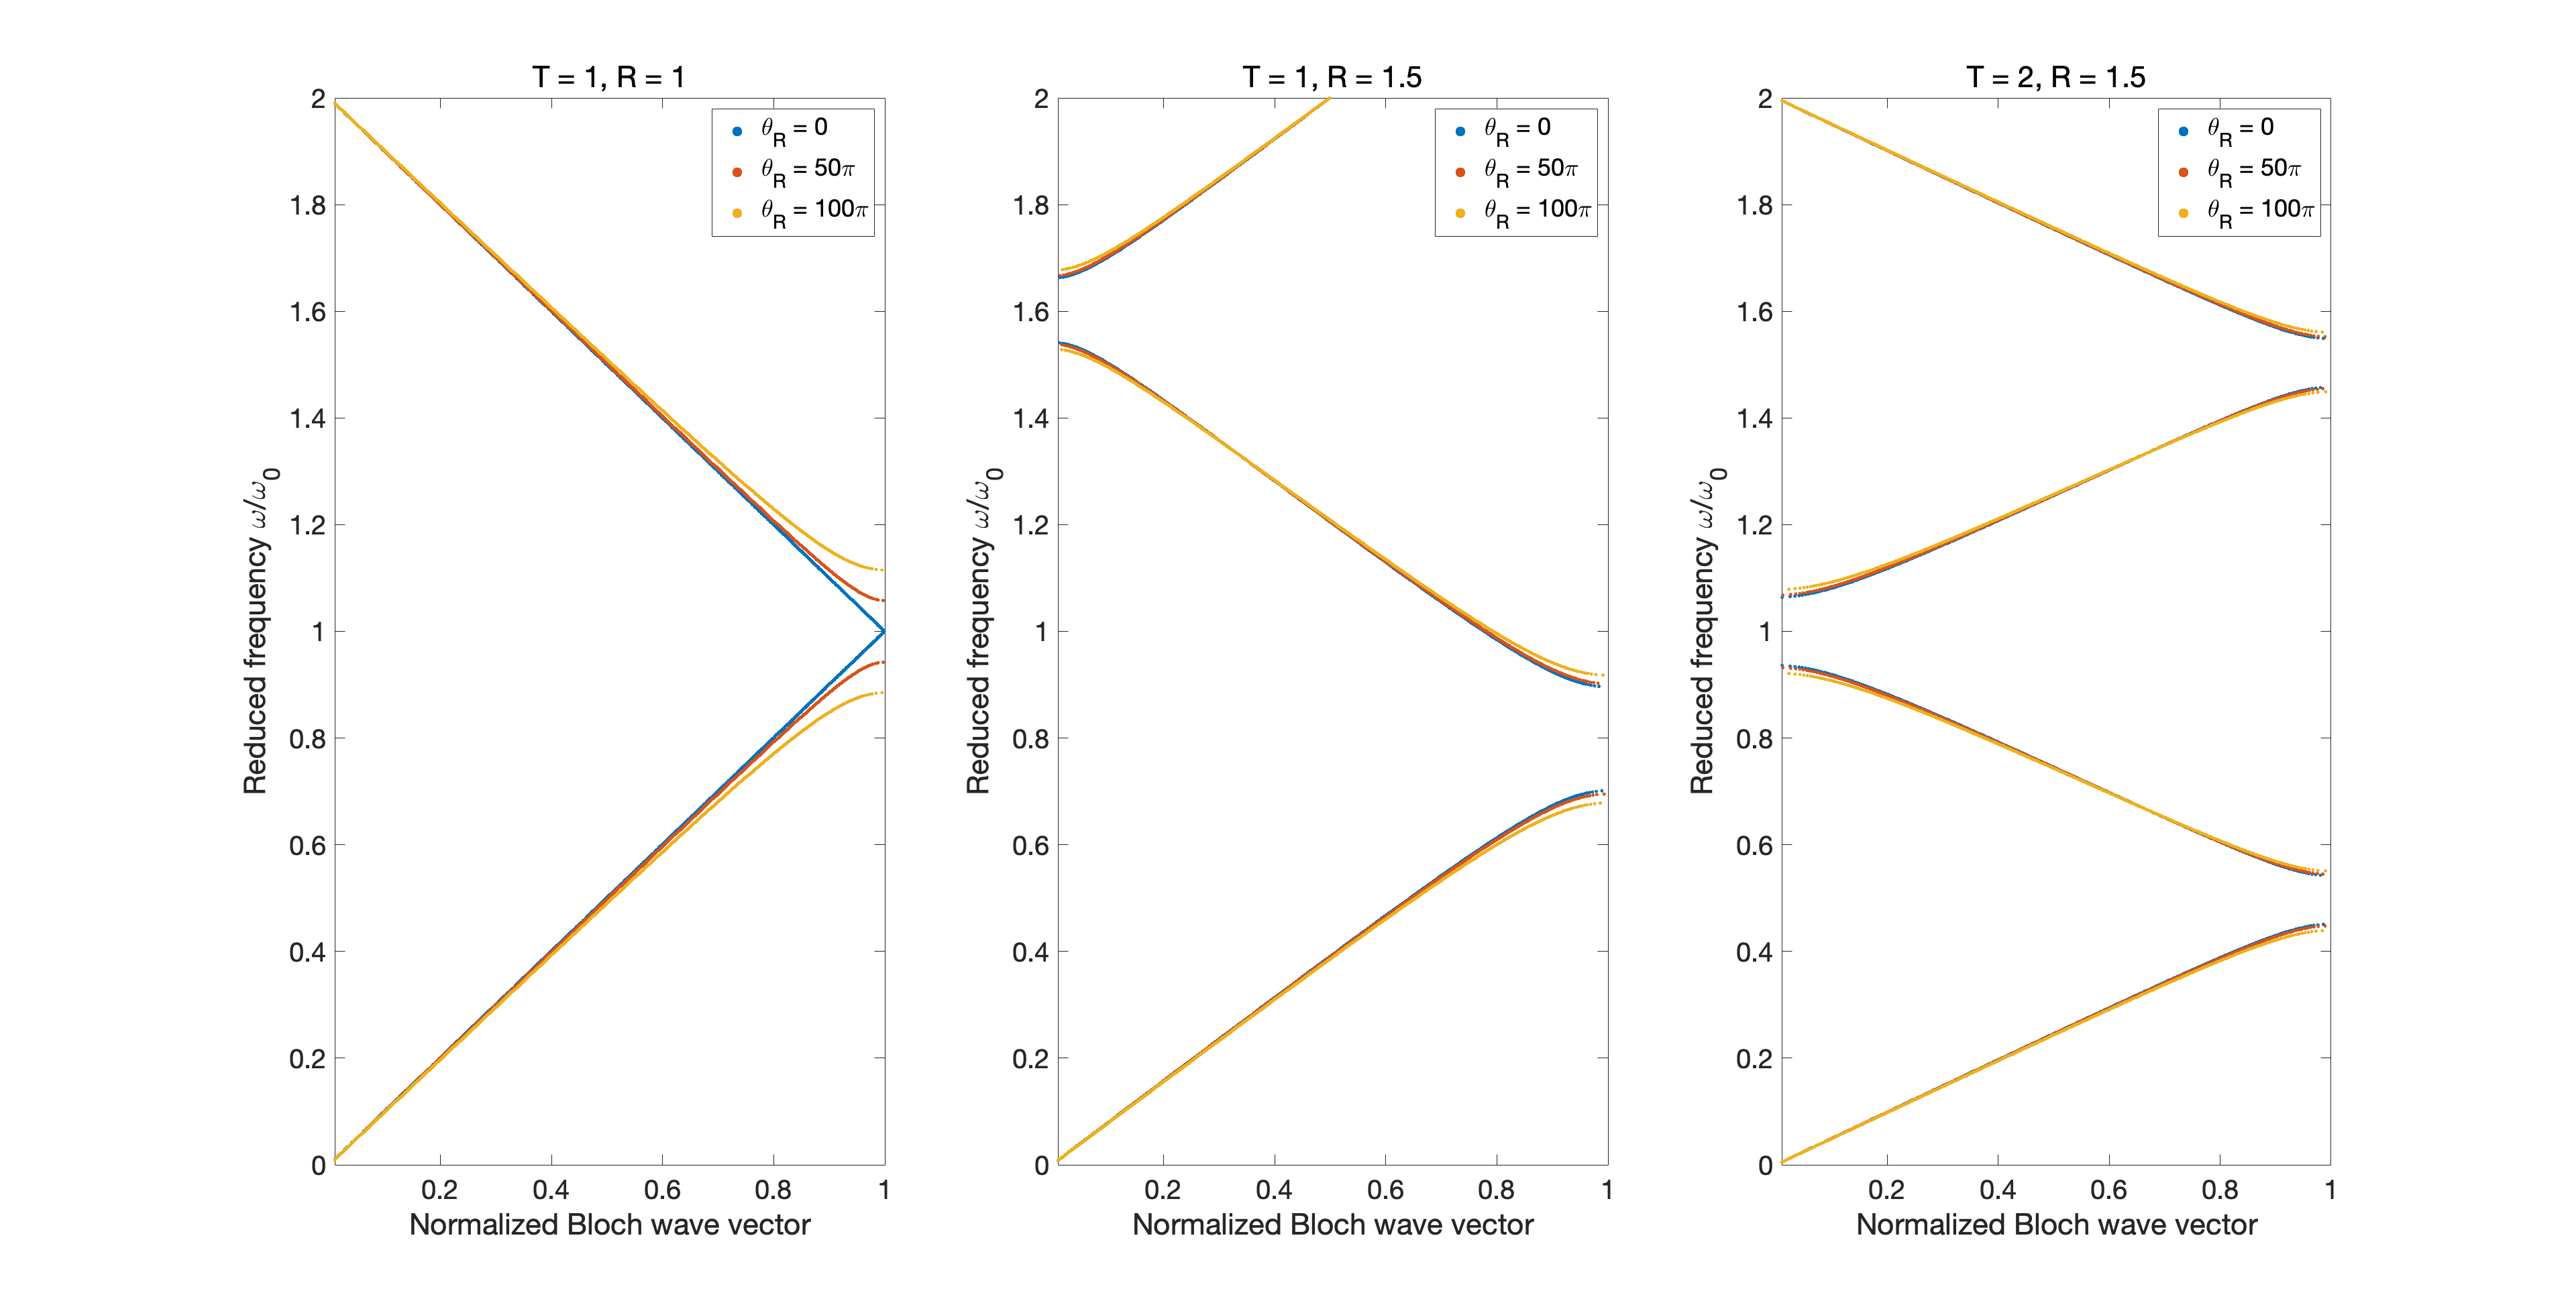 T = 1, R = 1
2
1.8
1.6
1.4
1.2
1
0.8
0.6
0.4
0.2
0
0.2 0.4 0.6 0.8 1
Normalized Bloch wave vector
Reduced frequency ω/ω0
θR = 0
θR = 50π
θR = 100π
T = 1, R = 1.5
2
1.8
1.6
1.4
1.2
1
0.8
0.6
0.4
0.2
0
0.2 0.4 0.6 0.8 1
Normalized Bloch wave vector
Reduced frequency ω/ω0
θR = 0
θR = 50π
θR = 100π
T = 2, R = 1.5
2
1.8
1.6
1.4
1.2
1
0.8
0.6
0.4
0.2
0
0.2 0.4 0.6 0.8 1
Normalized Bloch wave vector
Reduced frequency ω/ω0
θR = 0
θR = 50π
θR = 100π